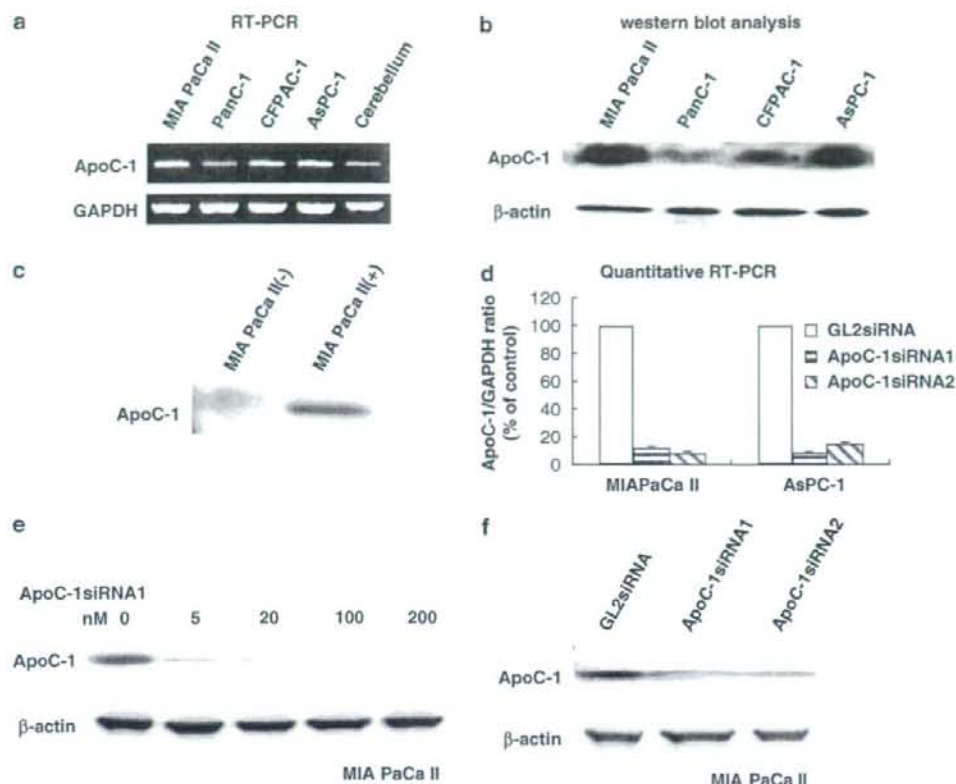 a
RT-PCR
MIA PaCa II
PanC-1
CFPAC-1
AsPC-1
Cerebellum
ApoC-1
GAPDH
b
western blot analysis
MIA PaCa II
PanC-1
CFPAC-1
AsPC-1
ApoC-1
β-actin
c
MIA PaCa II(-)
MIA PaCa II(+)
ApoC-1
d
Quantitative RT-PCR
ApoC-1/GAPDH ratio
(% of control)
120
100
80
60
40
20
0
GL2siRNA
ApoC-1siRNA1
ApoC-1siRNA2
MIAPaCa II
AsPC-1
e
ApoC-1siRNA1
nM 0 5 20 100 200
ApoC-1
β-actin
MIA PaCa II
f
GL2siRNA
ApoC-1siRNA1
ApoC-1siRNA2
ApoC-1
β-actin
MIA PaCa II